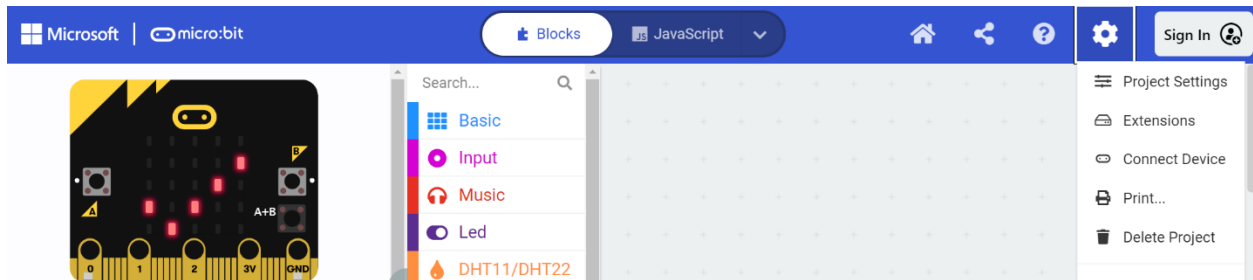 Microsoft micro:bit Blocks JS JavaScript ? Sign In
Search...
Basic
Input
Music
Led
DHT11/DHT22
B
A
A+B
0 1 2 3V GND
Project Settings
Extensions
Connect Device
Print...
Delete Project